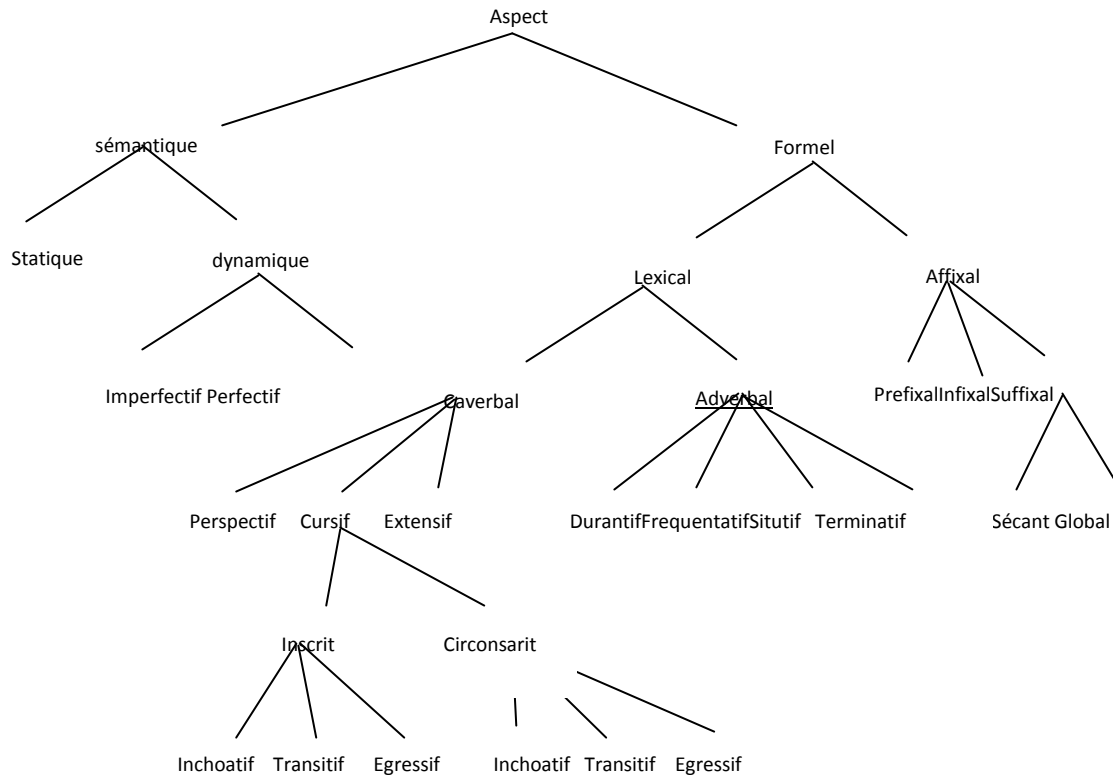 Aspect
sémantique Formel
Statique dynamique Lexical Affixal
Imperfectif Perfectif Caverbal Adverbal PrefixalInfixalSuffixal
Perspectif Cursif Extensif DurantifFrequentatifSitutif Terminatif Sécant Global
Inscrit Circonsarit
Inchoatif Transitif Egressif Inchoatif Transitif Egressif